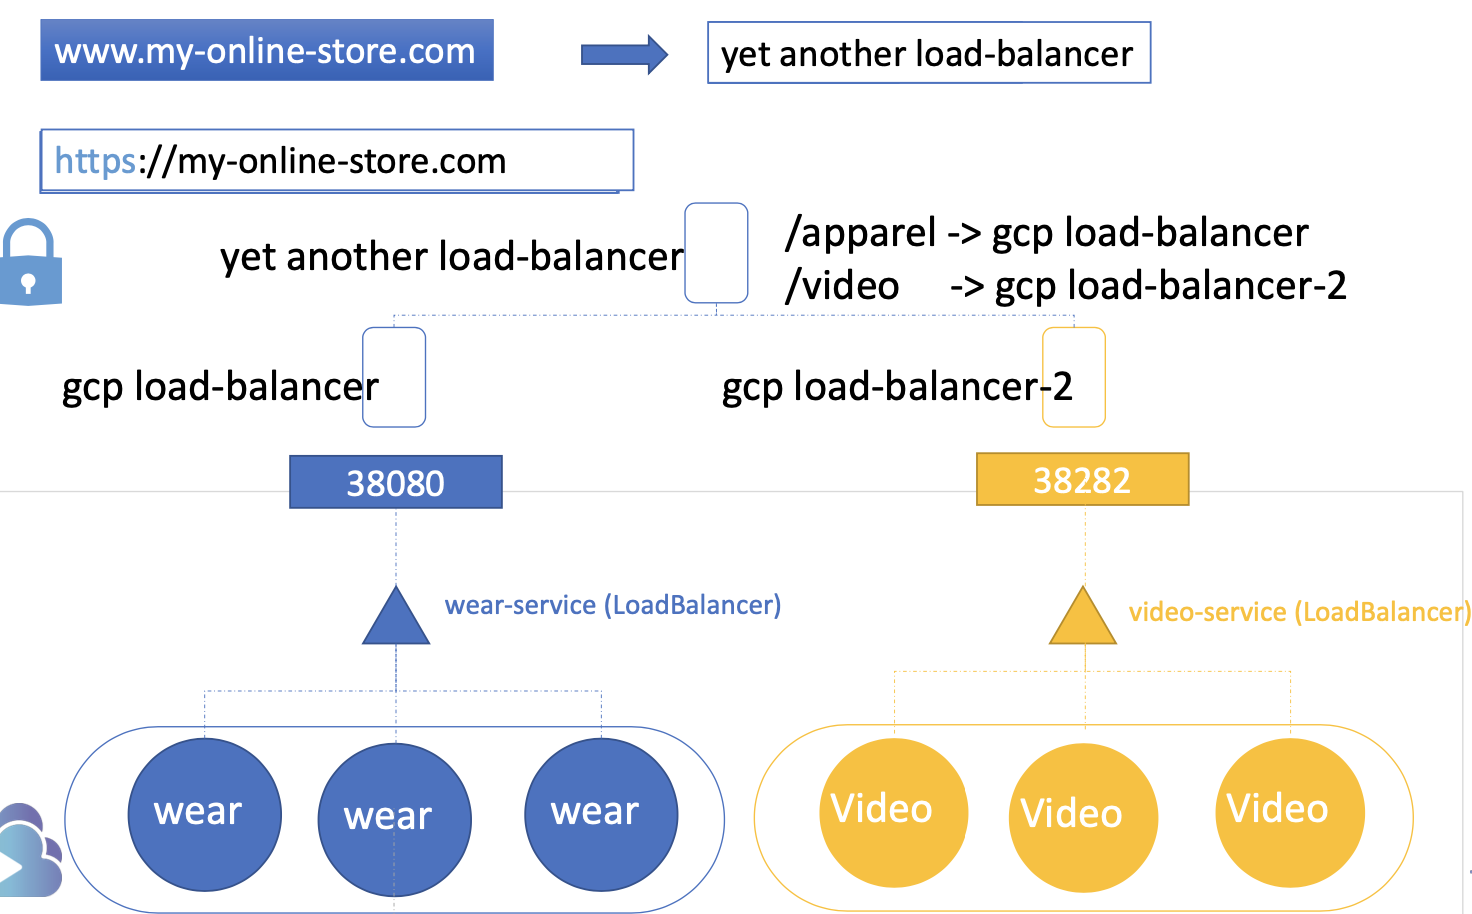 www.my-online-store.com
yet another load-balancer
https://my-online-store.com
yet another load-balancer
/apparel -> gcp load-balancer
/video -> gcp load-balancer-2
gcp load-balancer
gcp load-balancer-2
38080
38282
wear-service (LoadBalancer)
video-service (LoadBalancer)
wear
wear
wear
Video
Video
Video